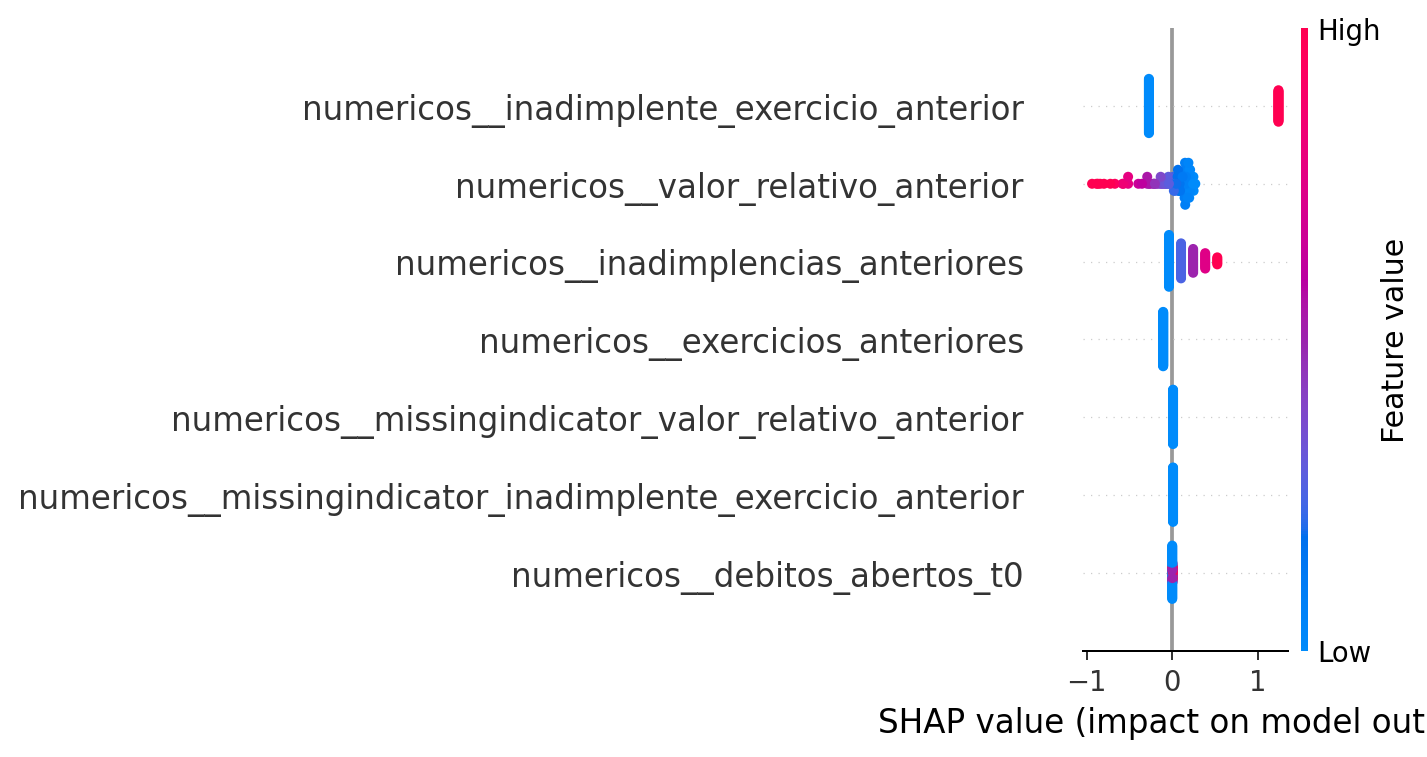 High
numericos__inadimplente_exercicio_anterior
numericos__valor_relativo_anterior
numericos__inadimplencias_anteriores
numericos__exercicios_anteriores
numericos__missingindicator_valor_relativo_anterior
numericos__missingindicator_inadimplente_exercicio_anterior
numericos__debitos_abertos_t0
Feature value
Low
−1 0 1
SHAP value (impact on model out